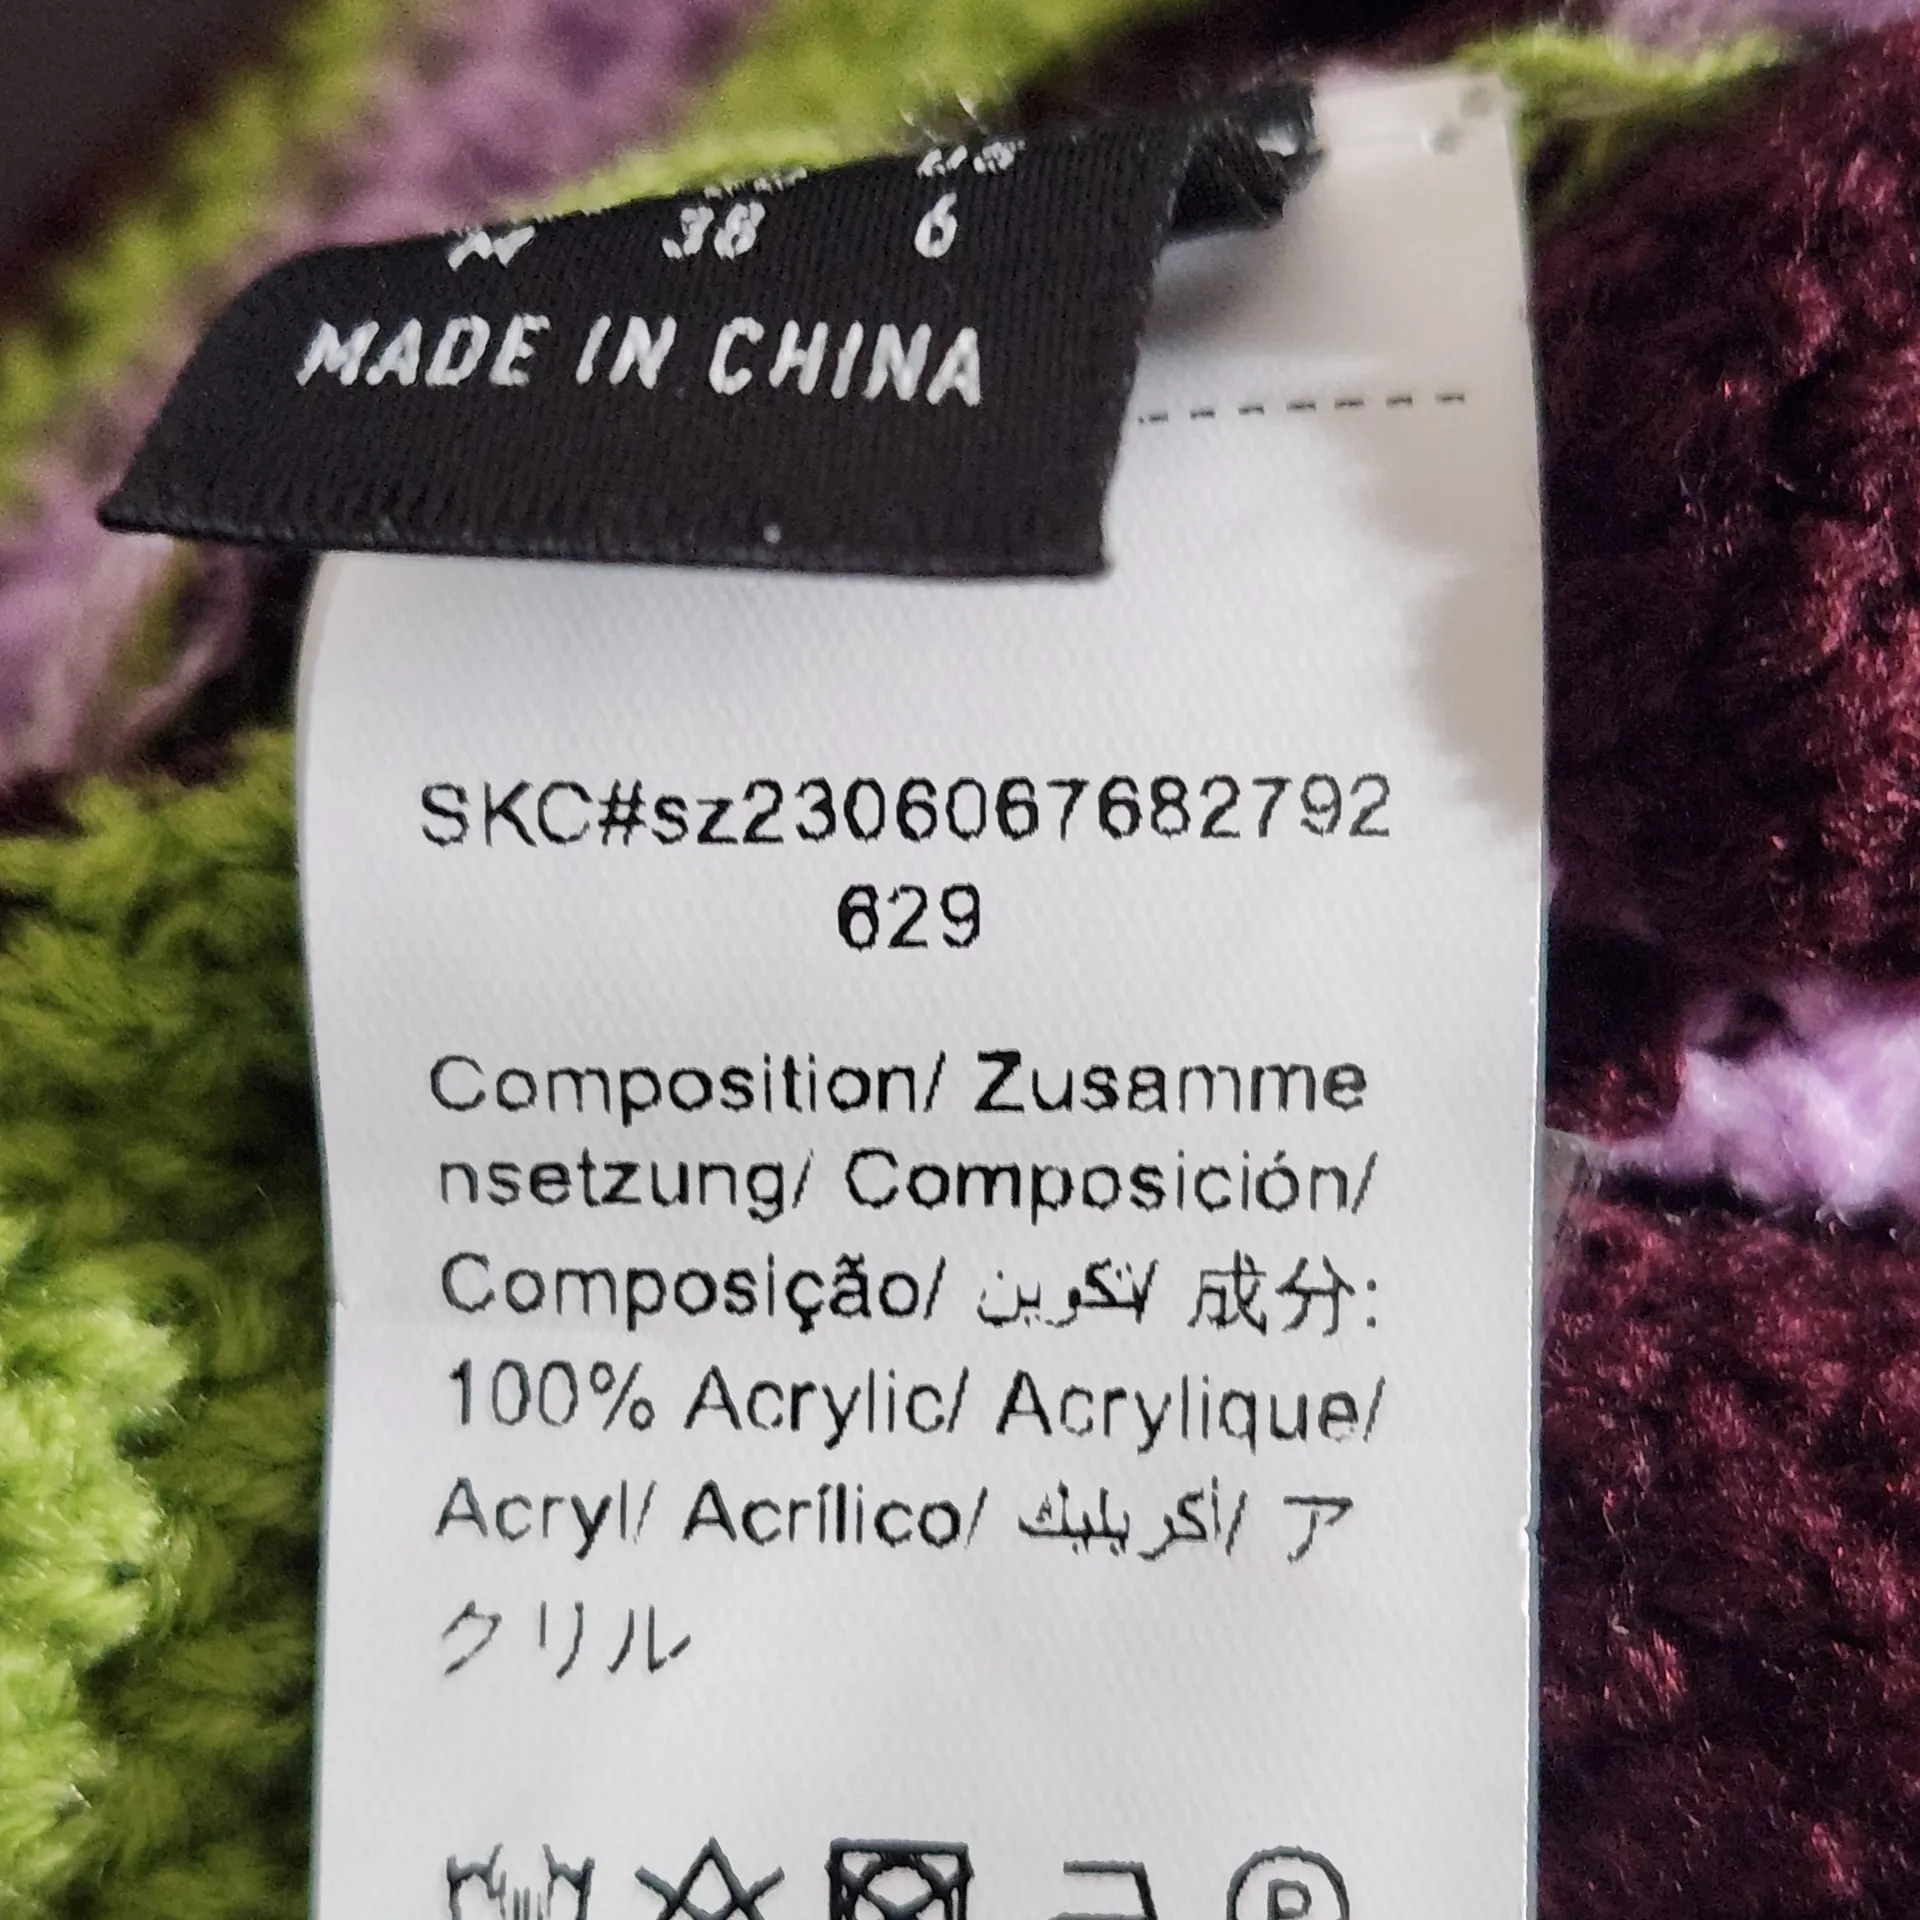 M 38 6
MADE IN CHINA
SKC#sz2306067682792
629
Composition/ Zusamme
nsetzung/ Composición/
Composição/ تكوين/ 成分:
100% Acrylic/ Acrylique/
Acryl/ Acrílico/ أكريليك/ ア
クリル
P